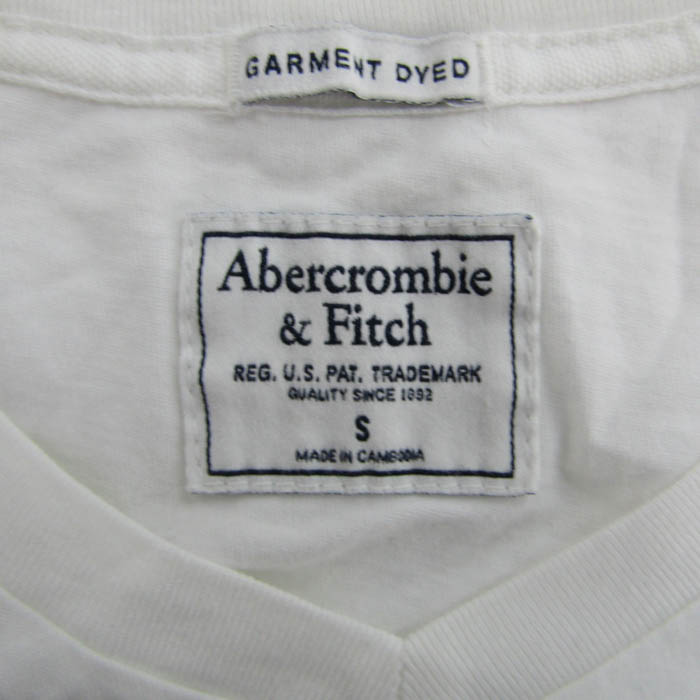 GARMENT DYED
Abercrombie
& Fitch
REG. U.S. PAT. TRADEMARK
QUALITY SINCE 1892
S
MADE IN CAMBODIA